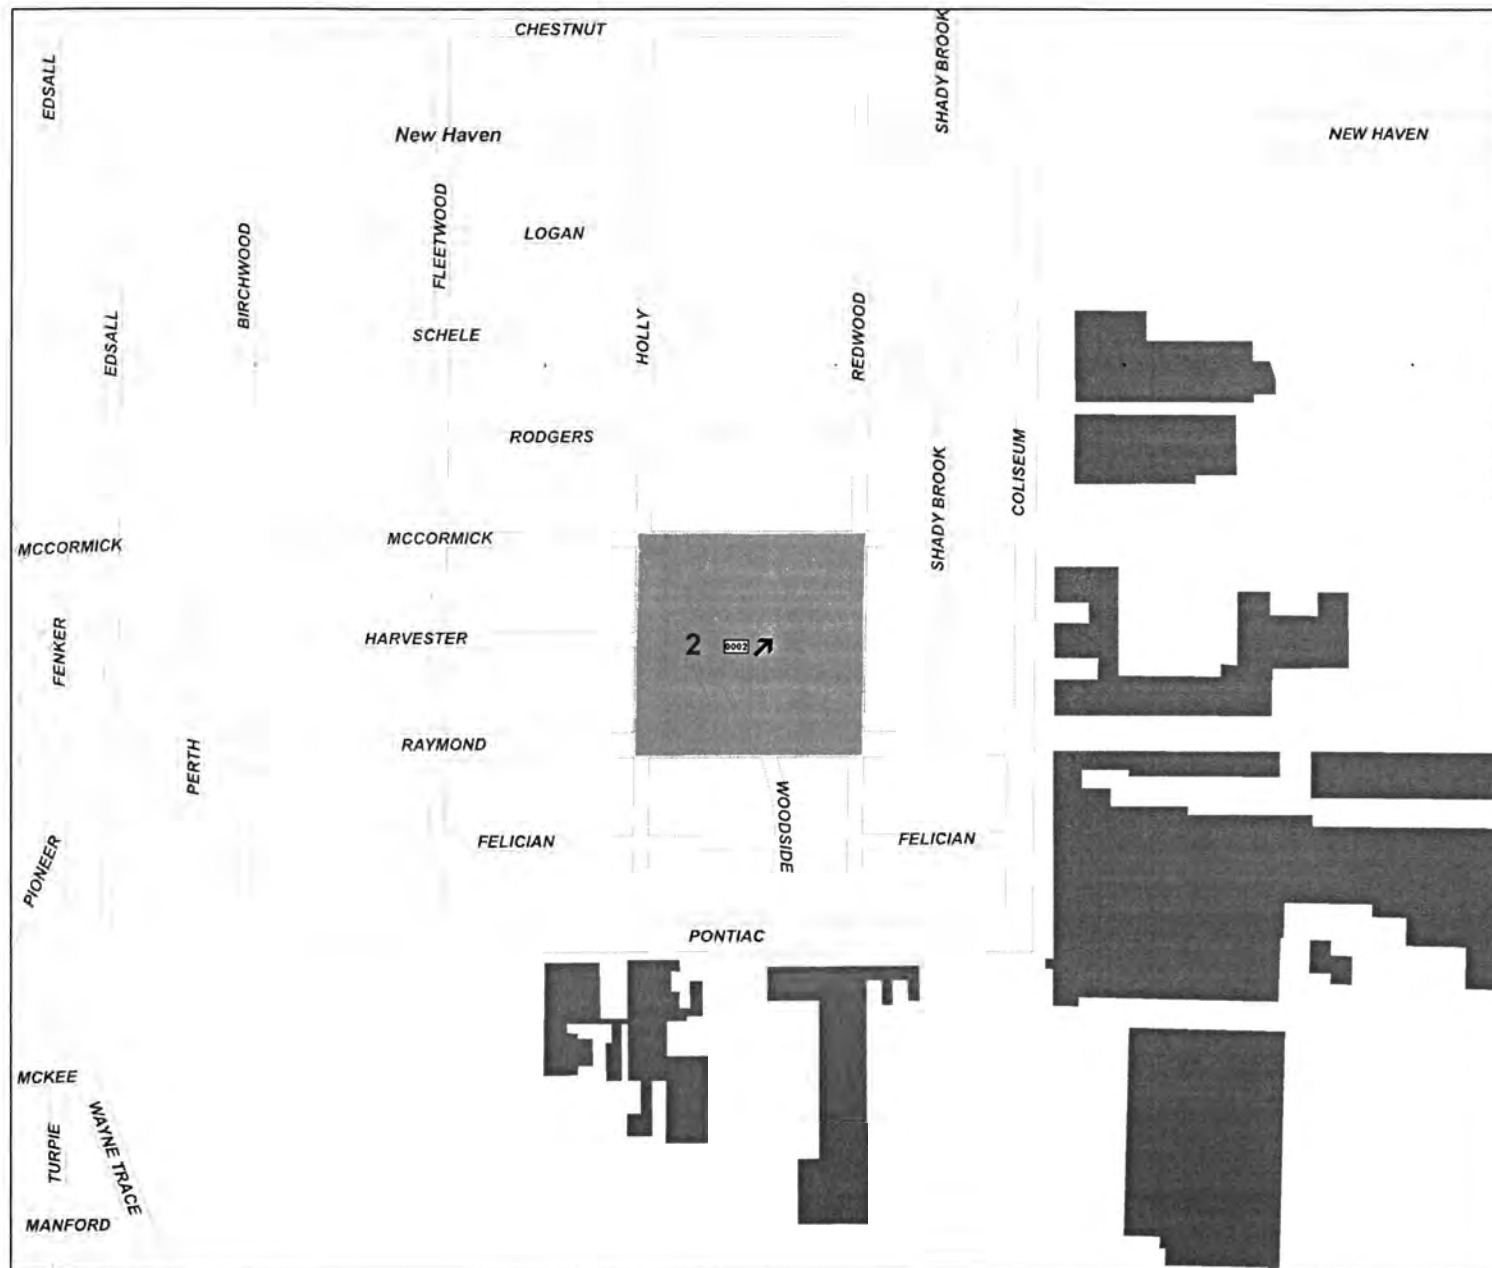 CHESTNUT
EDSALL
SHADY BROOK
New Haven
NEW HAVEN
FLEETWOOD
LOGAN
BIRCHWOOD
EDSALL
SCHELE
HOLLY
REDWOOD
RODGERS
COLISEUM
SHADY BROOK
MCCORMICK
MCCORMICK
FENKER
HARVESTER
2
0002
RAYMOND
PERTH
WOODSIDE
PIONEER
FELICIAN
FELICIAN
PONTIAC
MCKEE
TURPIE
WAYNE TRACE
MANFORD